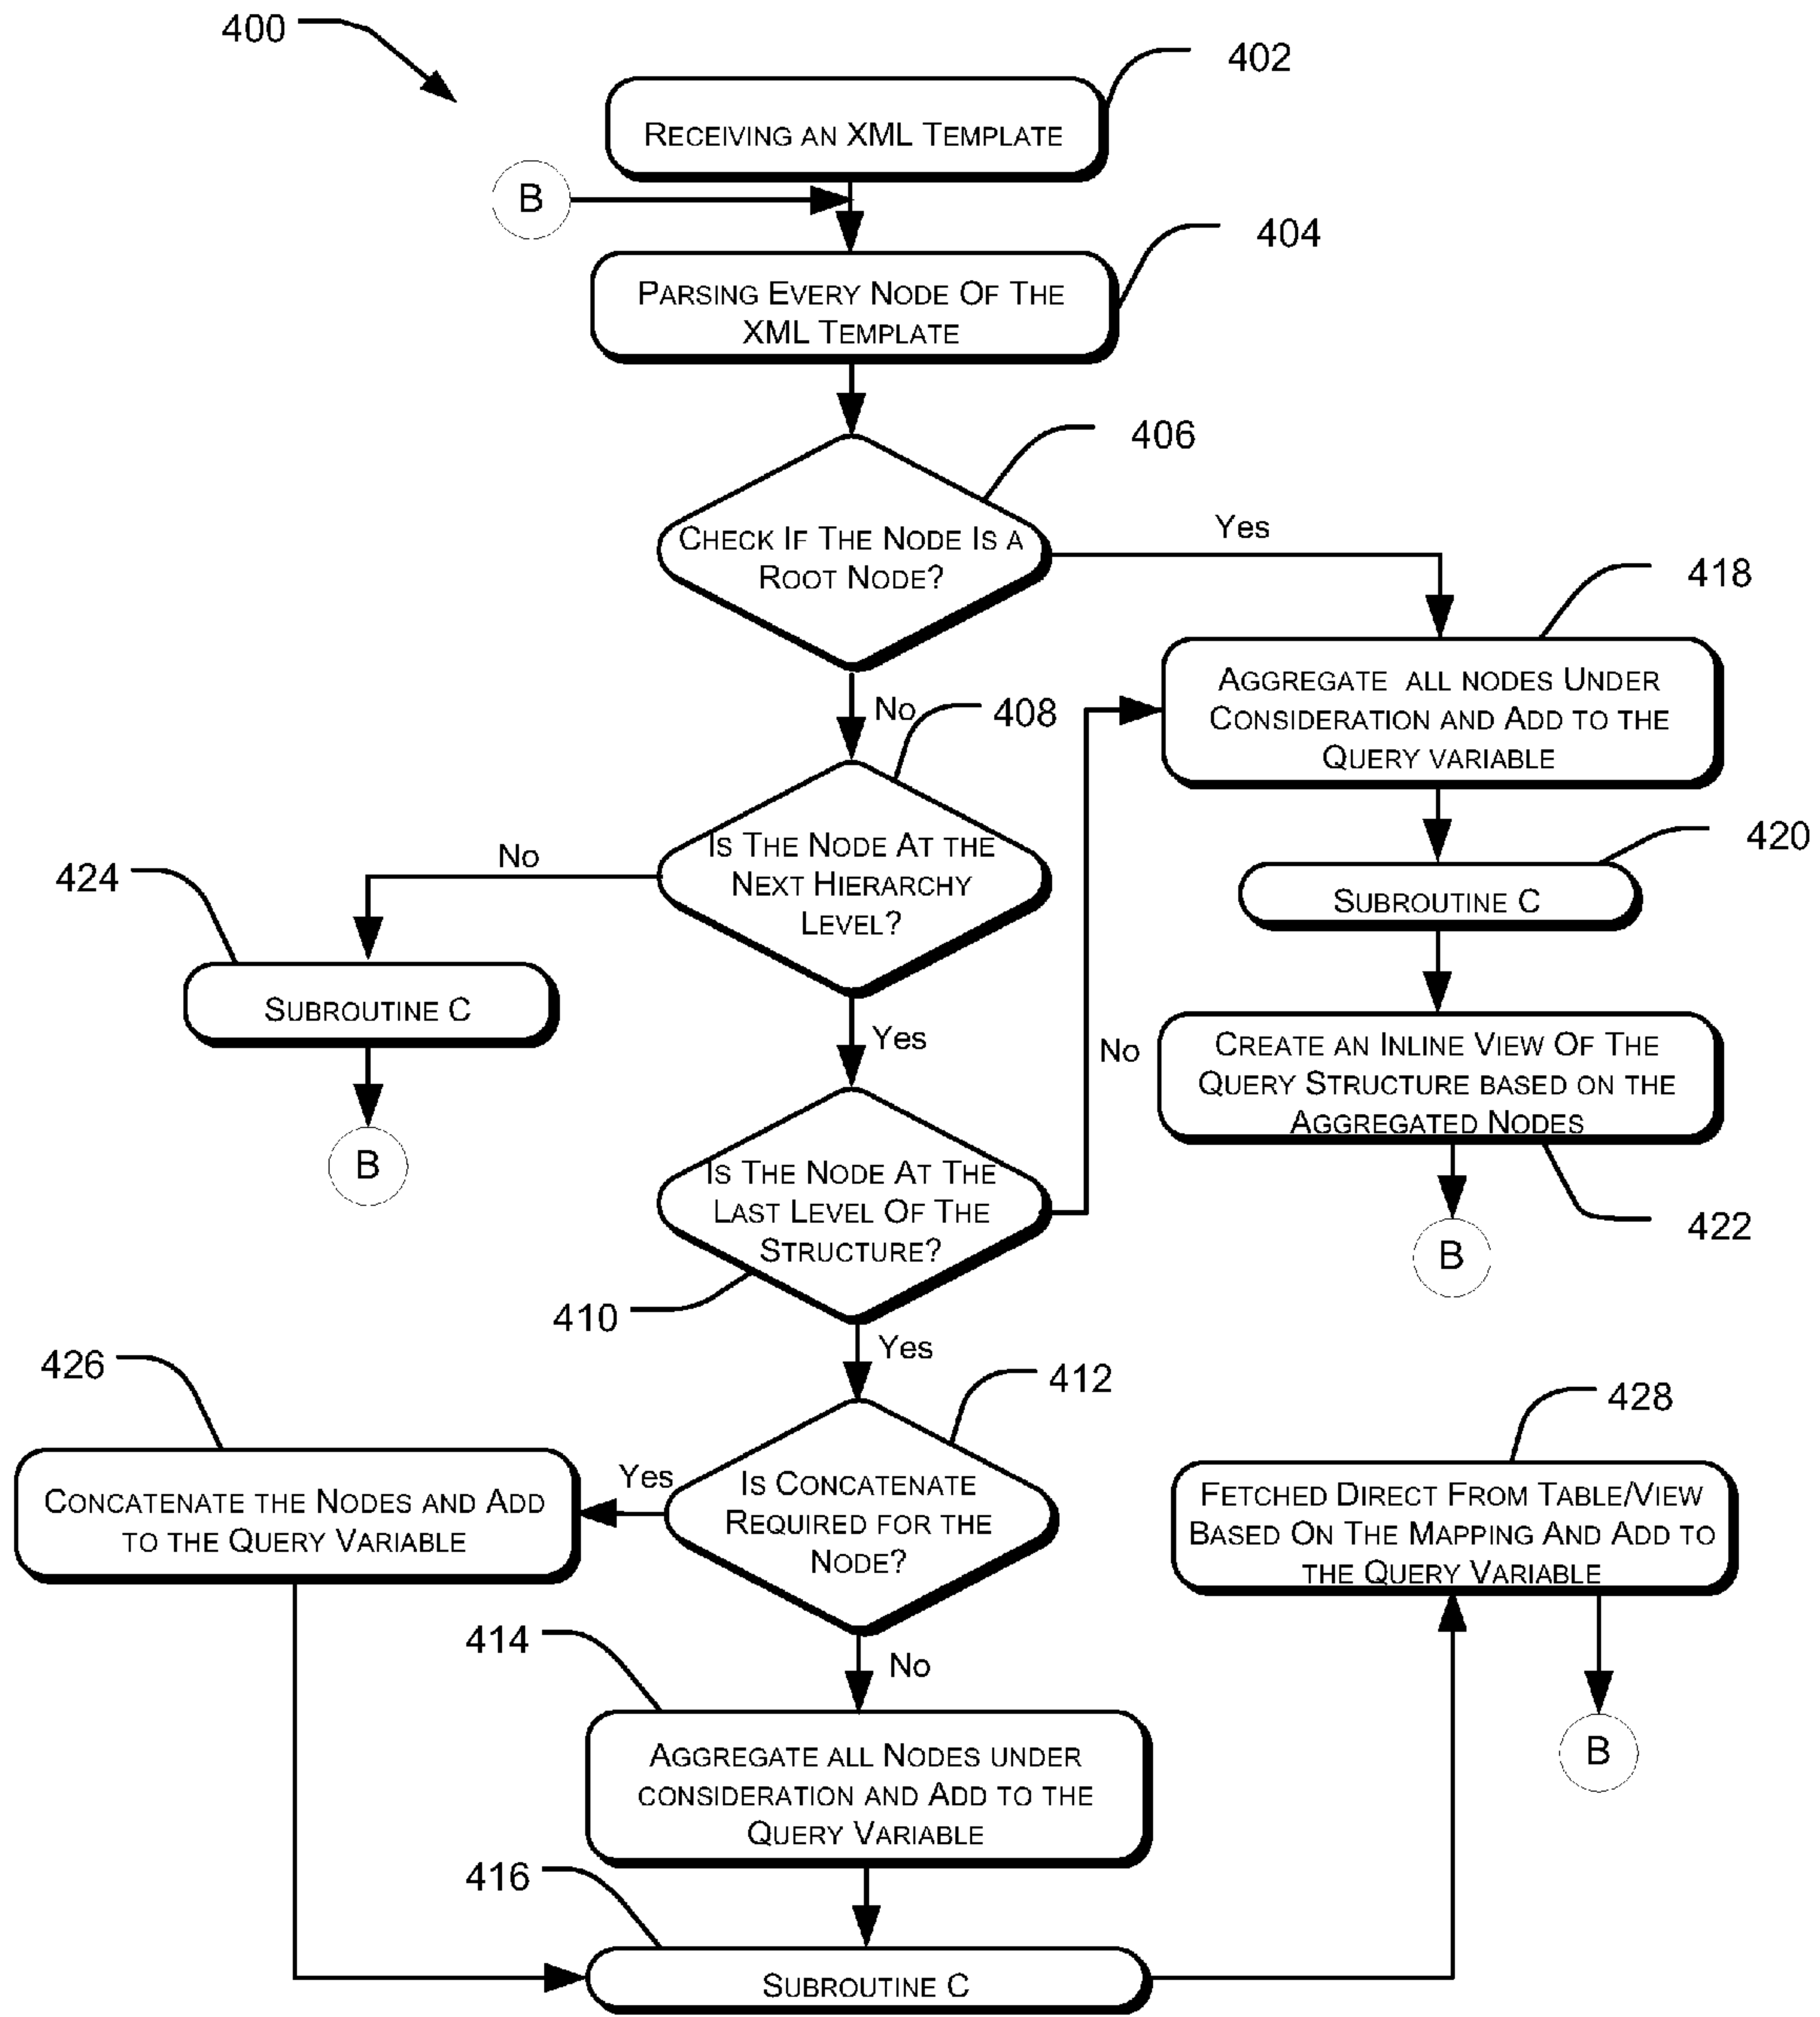 400
402
RECEIVING AN XML TEMPLATE
B
404
PARSING EVERY NODE OF THE
XML TEMPLATE
406
CHECK IF THE NODE IS A
ROOT NODE?
Yes
No
418
AGGREGATE ALL NODES UNDER
CONSIDERATION AND ADD TO THE
QUERY VARIABLE
408
IS THE NODE AT THE
NEXT HIERARCHY
LEVEL?
No
Yes
424
SUBROUTINE C
B
420
SUBROUTINE C
CREATE AN INLINE VIEW OF THE
QUERY STRUCTURE BASED ON THE
AGGREGATED NODES
422
B
No
IS THE NODE AT THE
LAST LEVEL OF THE
STRUCTURE?
410
Yes
412
IS CONCATENATE
REQUIRED FOR THE
NODE?
Yes
No
426
CONCATENATE THE NODES AND ADD
TO THE QUERY VARIABLE
428
FETCHED DIRECT FROM TABLE/VIEW
BASED ON THE MAPPING AND ADD TO
THE QUERY VARIABLE
B
414
AGGREGATE ALL NODES UNDER
CONSIDERATION AND ADD TO THE
QUERY VARIABLE
416
SUBROUTINE C